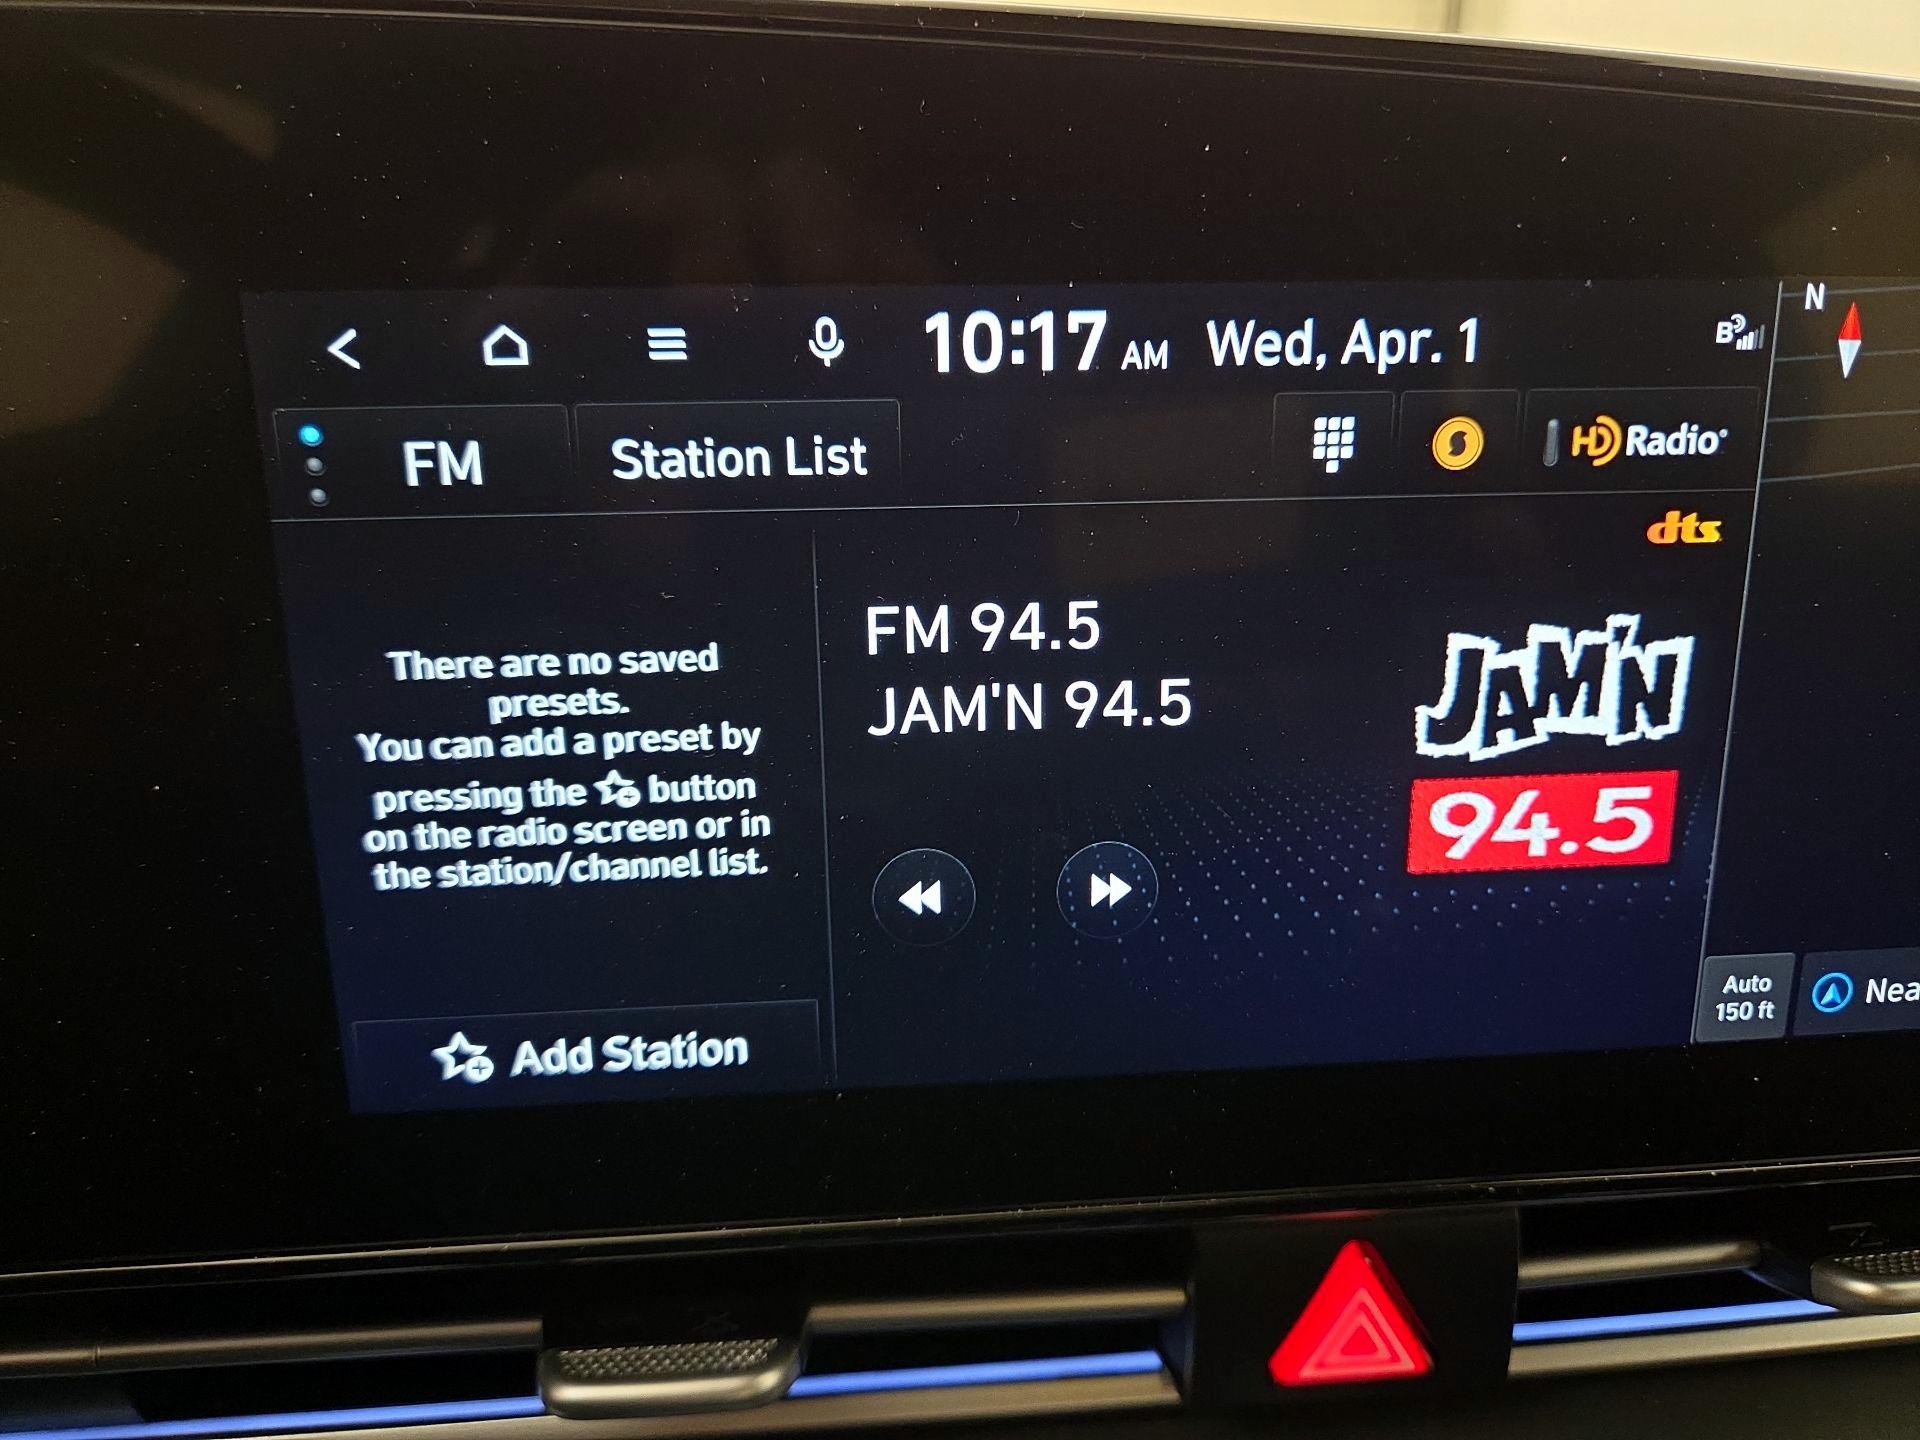 10:17 AM Wed, Apr. 1
B
N
FM
Station List
HD Radio
dts
There are no saved
presets.
You can add a preset by
pressing the button
on the radio screen or in
the station/channel list.
Add Station
FM 94.5
JAM'N 94.5
JAM'N
94.5
Auto
150 ft
Nea